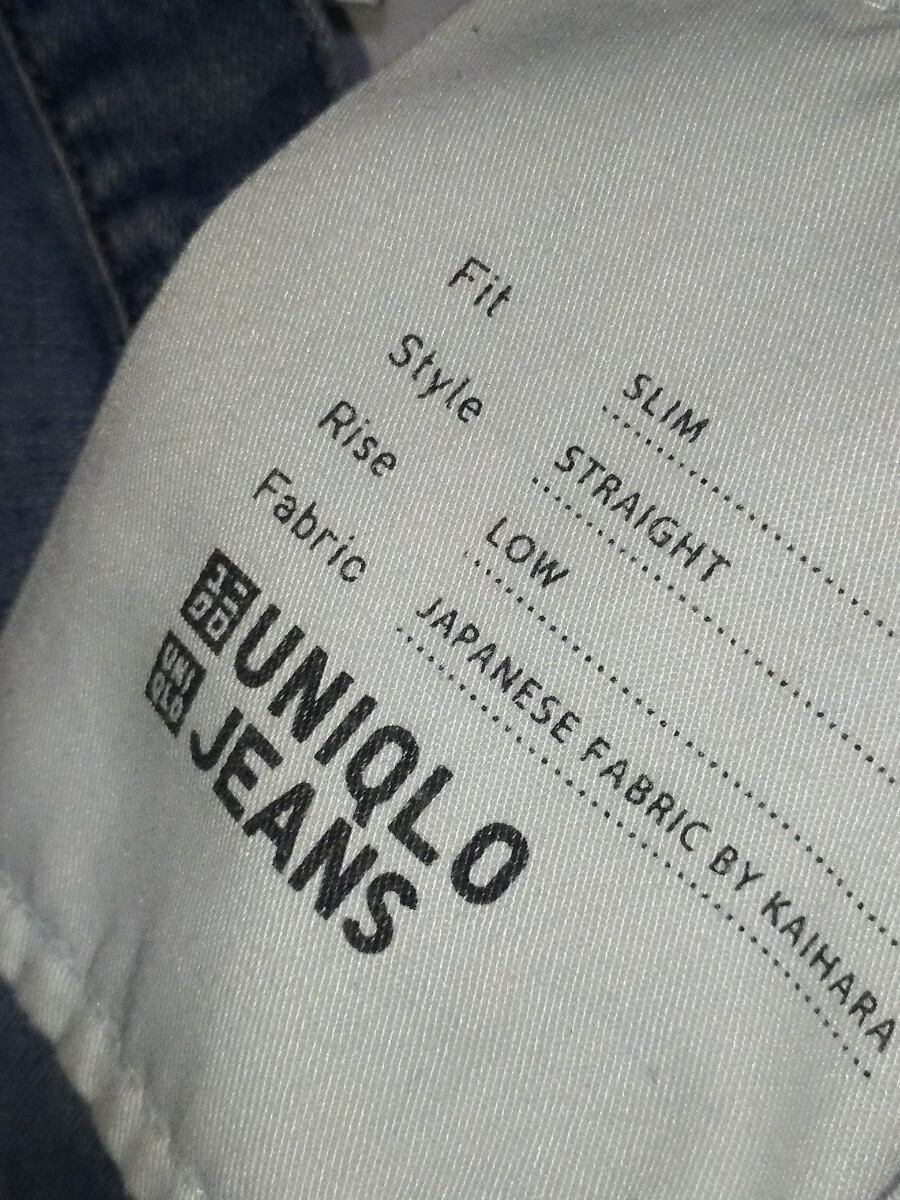 Fit SLIM
Style STRAIGHT
Rise LOW
Fabric JAPANESE FABRIC BY KAIHARA
ユニ
クロ
UNIQLO
UNI
QLO
JEANS